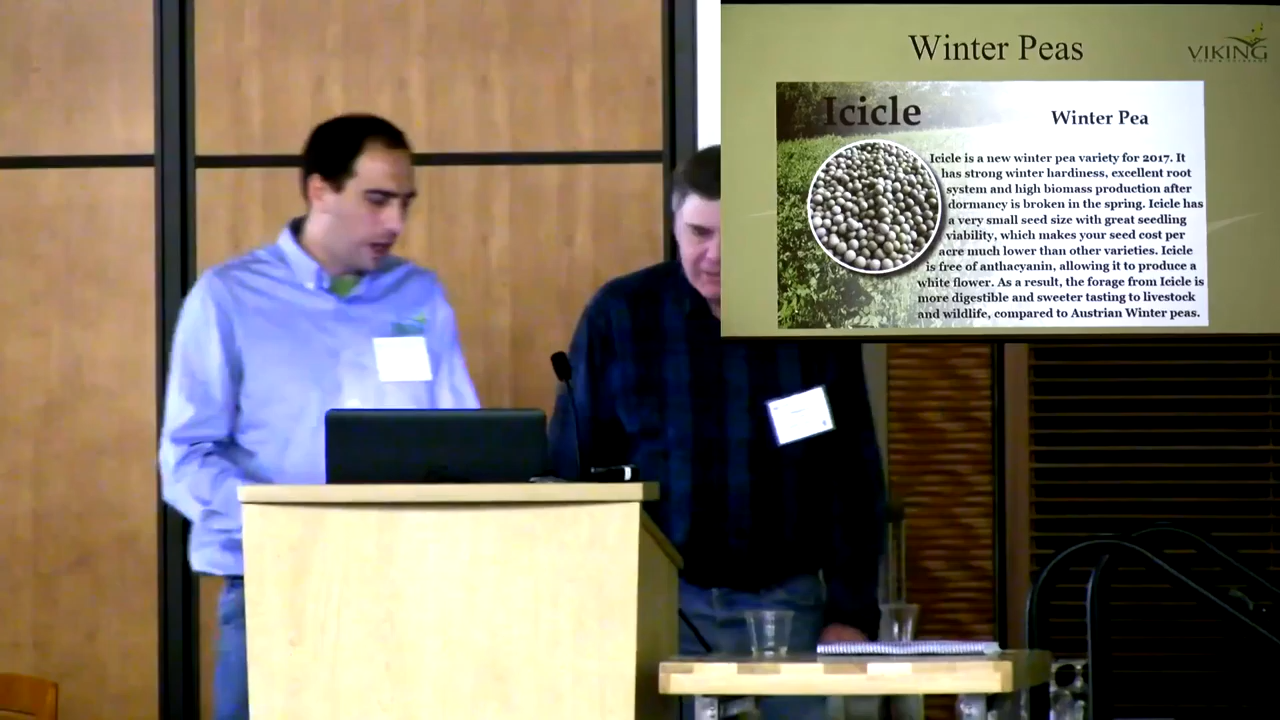 Winter Peas
VIKING
Icicle
Winter Pea
Icicle is a new winter pea variety for 2017. It
has strong winter hardiness, excellent root
system and high biomass production after
dormancy is broken in the spring. Icicle has
a very small seed size with great seedling
viability, which makes your seed cost per
acre much lower than other varieties. Icicle
is free of anthacyanin, allowing it to produce a
white flower. As a result, the forage from Icicle is
more digestible and sweeter tasting to livestock
and wildlife, compared to Austrian Winter peas.